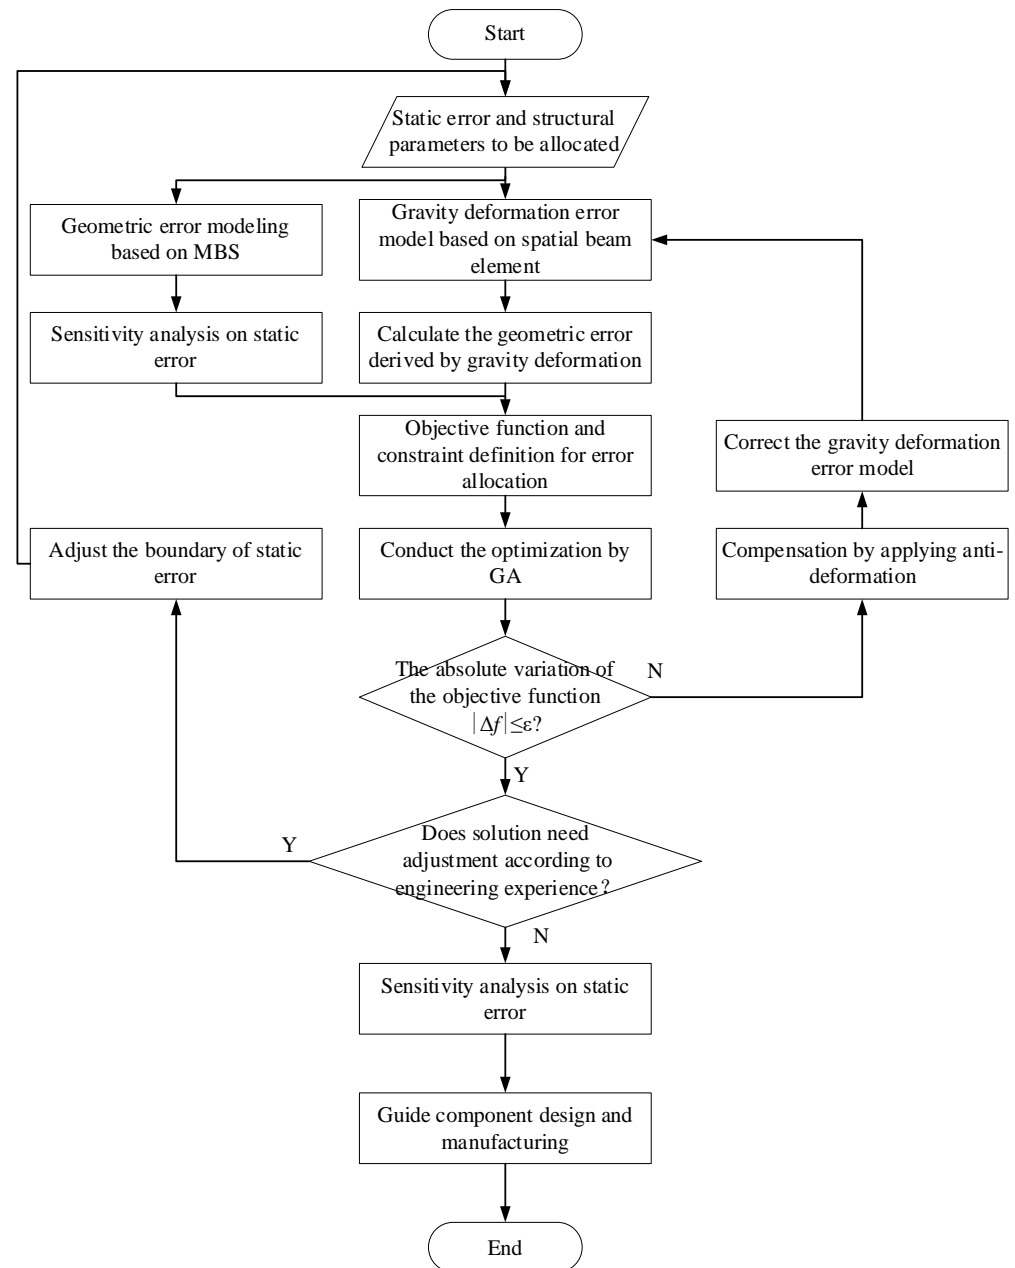 Start
Static error and structural
parameters to be allocated
Geometric error modeling
based on MBS
Gravity deformation error
model based on spatial beam
element
Sensitivity analysis on static
error
Calculate the geometric error
derived by gravity deformation
Objective function and
constraint definition for error
allocation
Correct the gravity deformation
error model
Adjust the boundary of static
error
Conduct the optimization by
GA
Compensation by applying anti-
deformation
The absolute variation of
the objective function
|Δf|≤ε?
N
Y
Does solution need
adjustment according to
engineering experience？
Y
N
Sensitivity analysis on static
error
Guide component design and
manufacturing
End